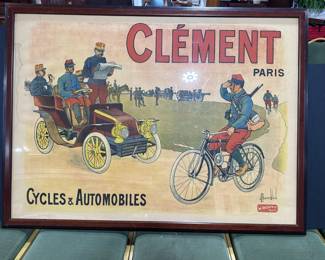 CLÉMENT
PARIS
CYCLES & AUTOMOBILES